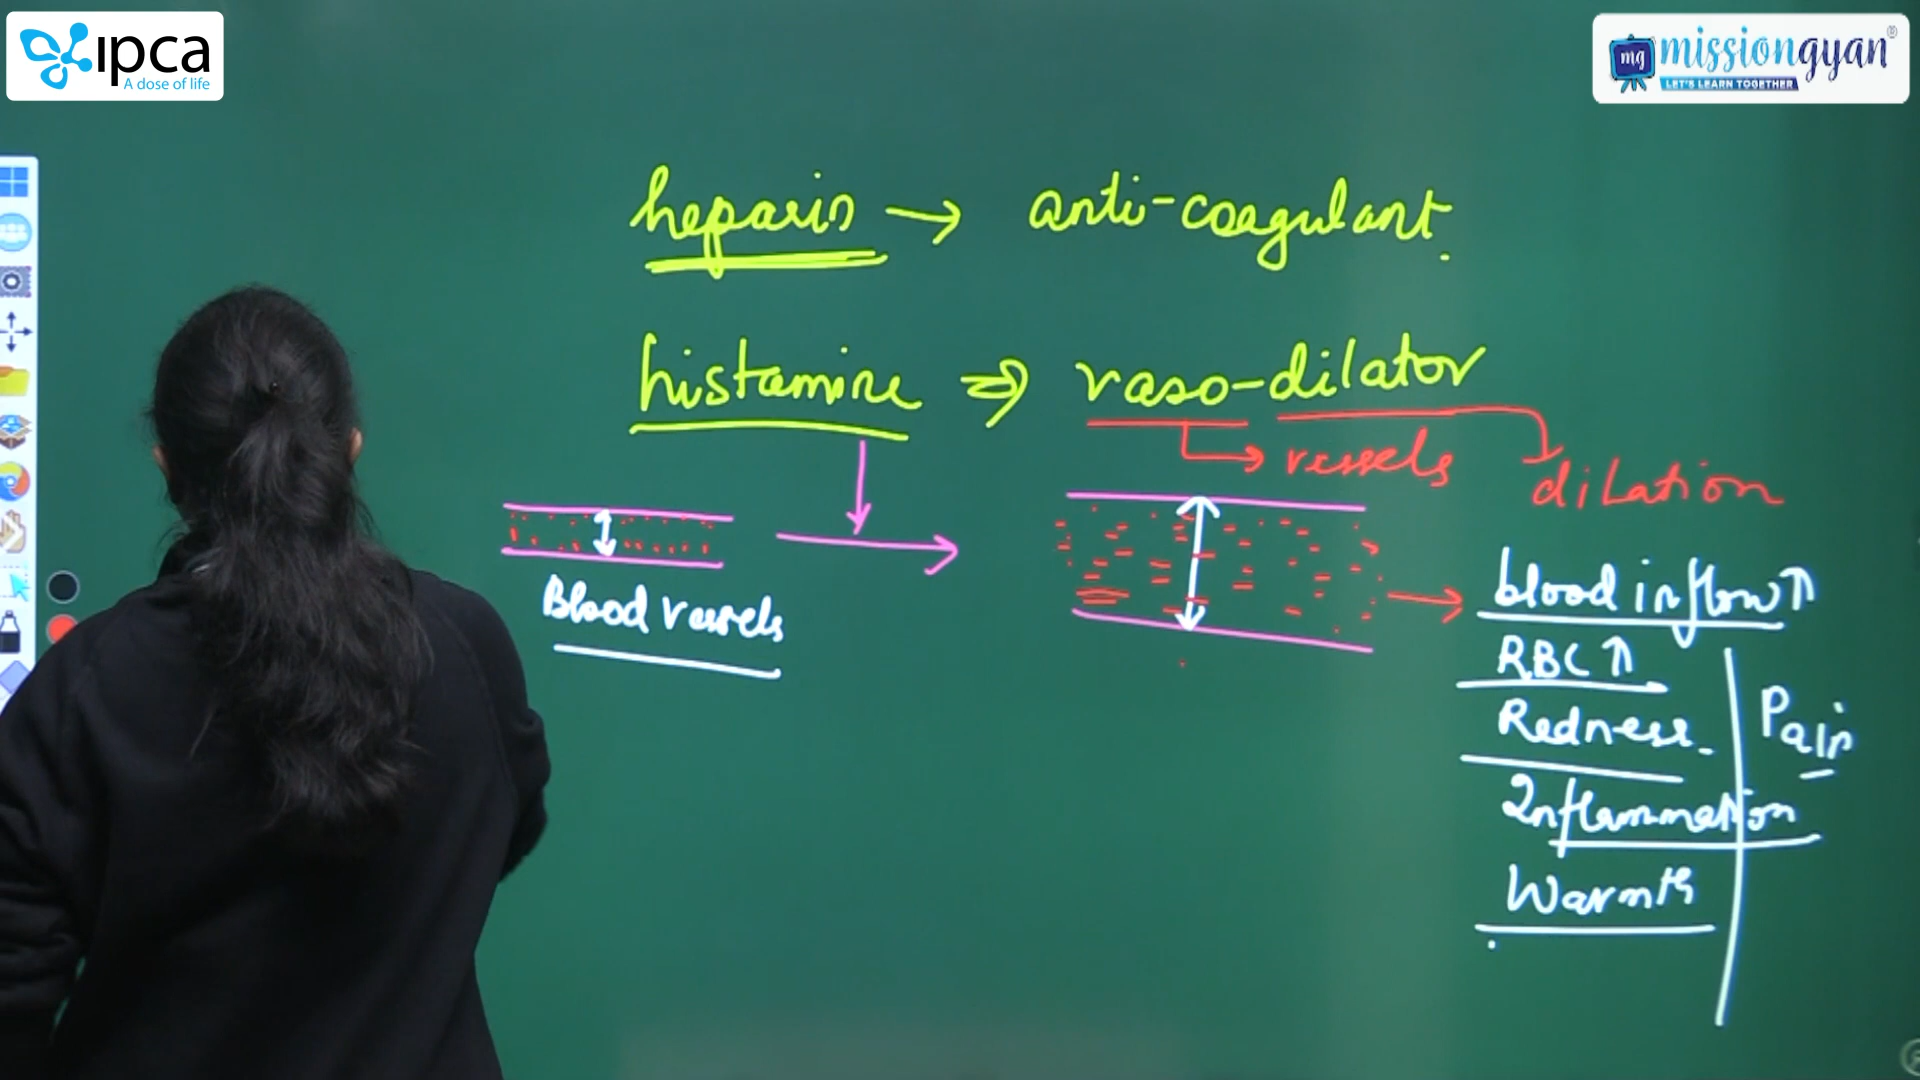 ipca
A dose of life
mg missiongyan®
LET'S LEARN TOGETHER
heparin → anti-coagulant.
histamine ⇒ vaso-dilator
→ vessels
dilation
Blood vessels
blood inflow ↑
RBC ↑
Redness.
Pain
Inflammation
Warmth